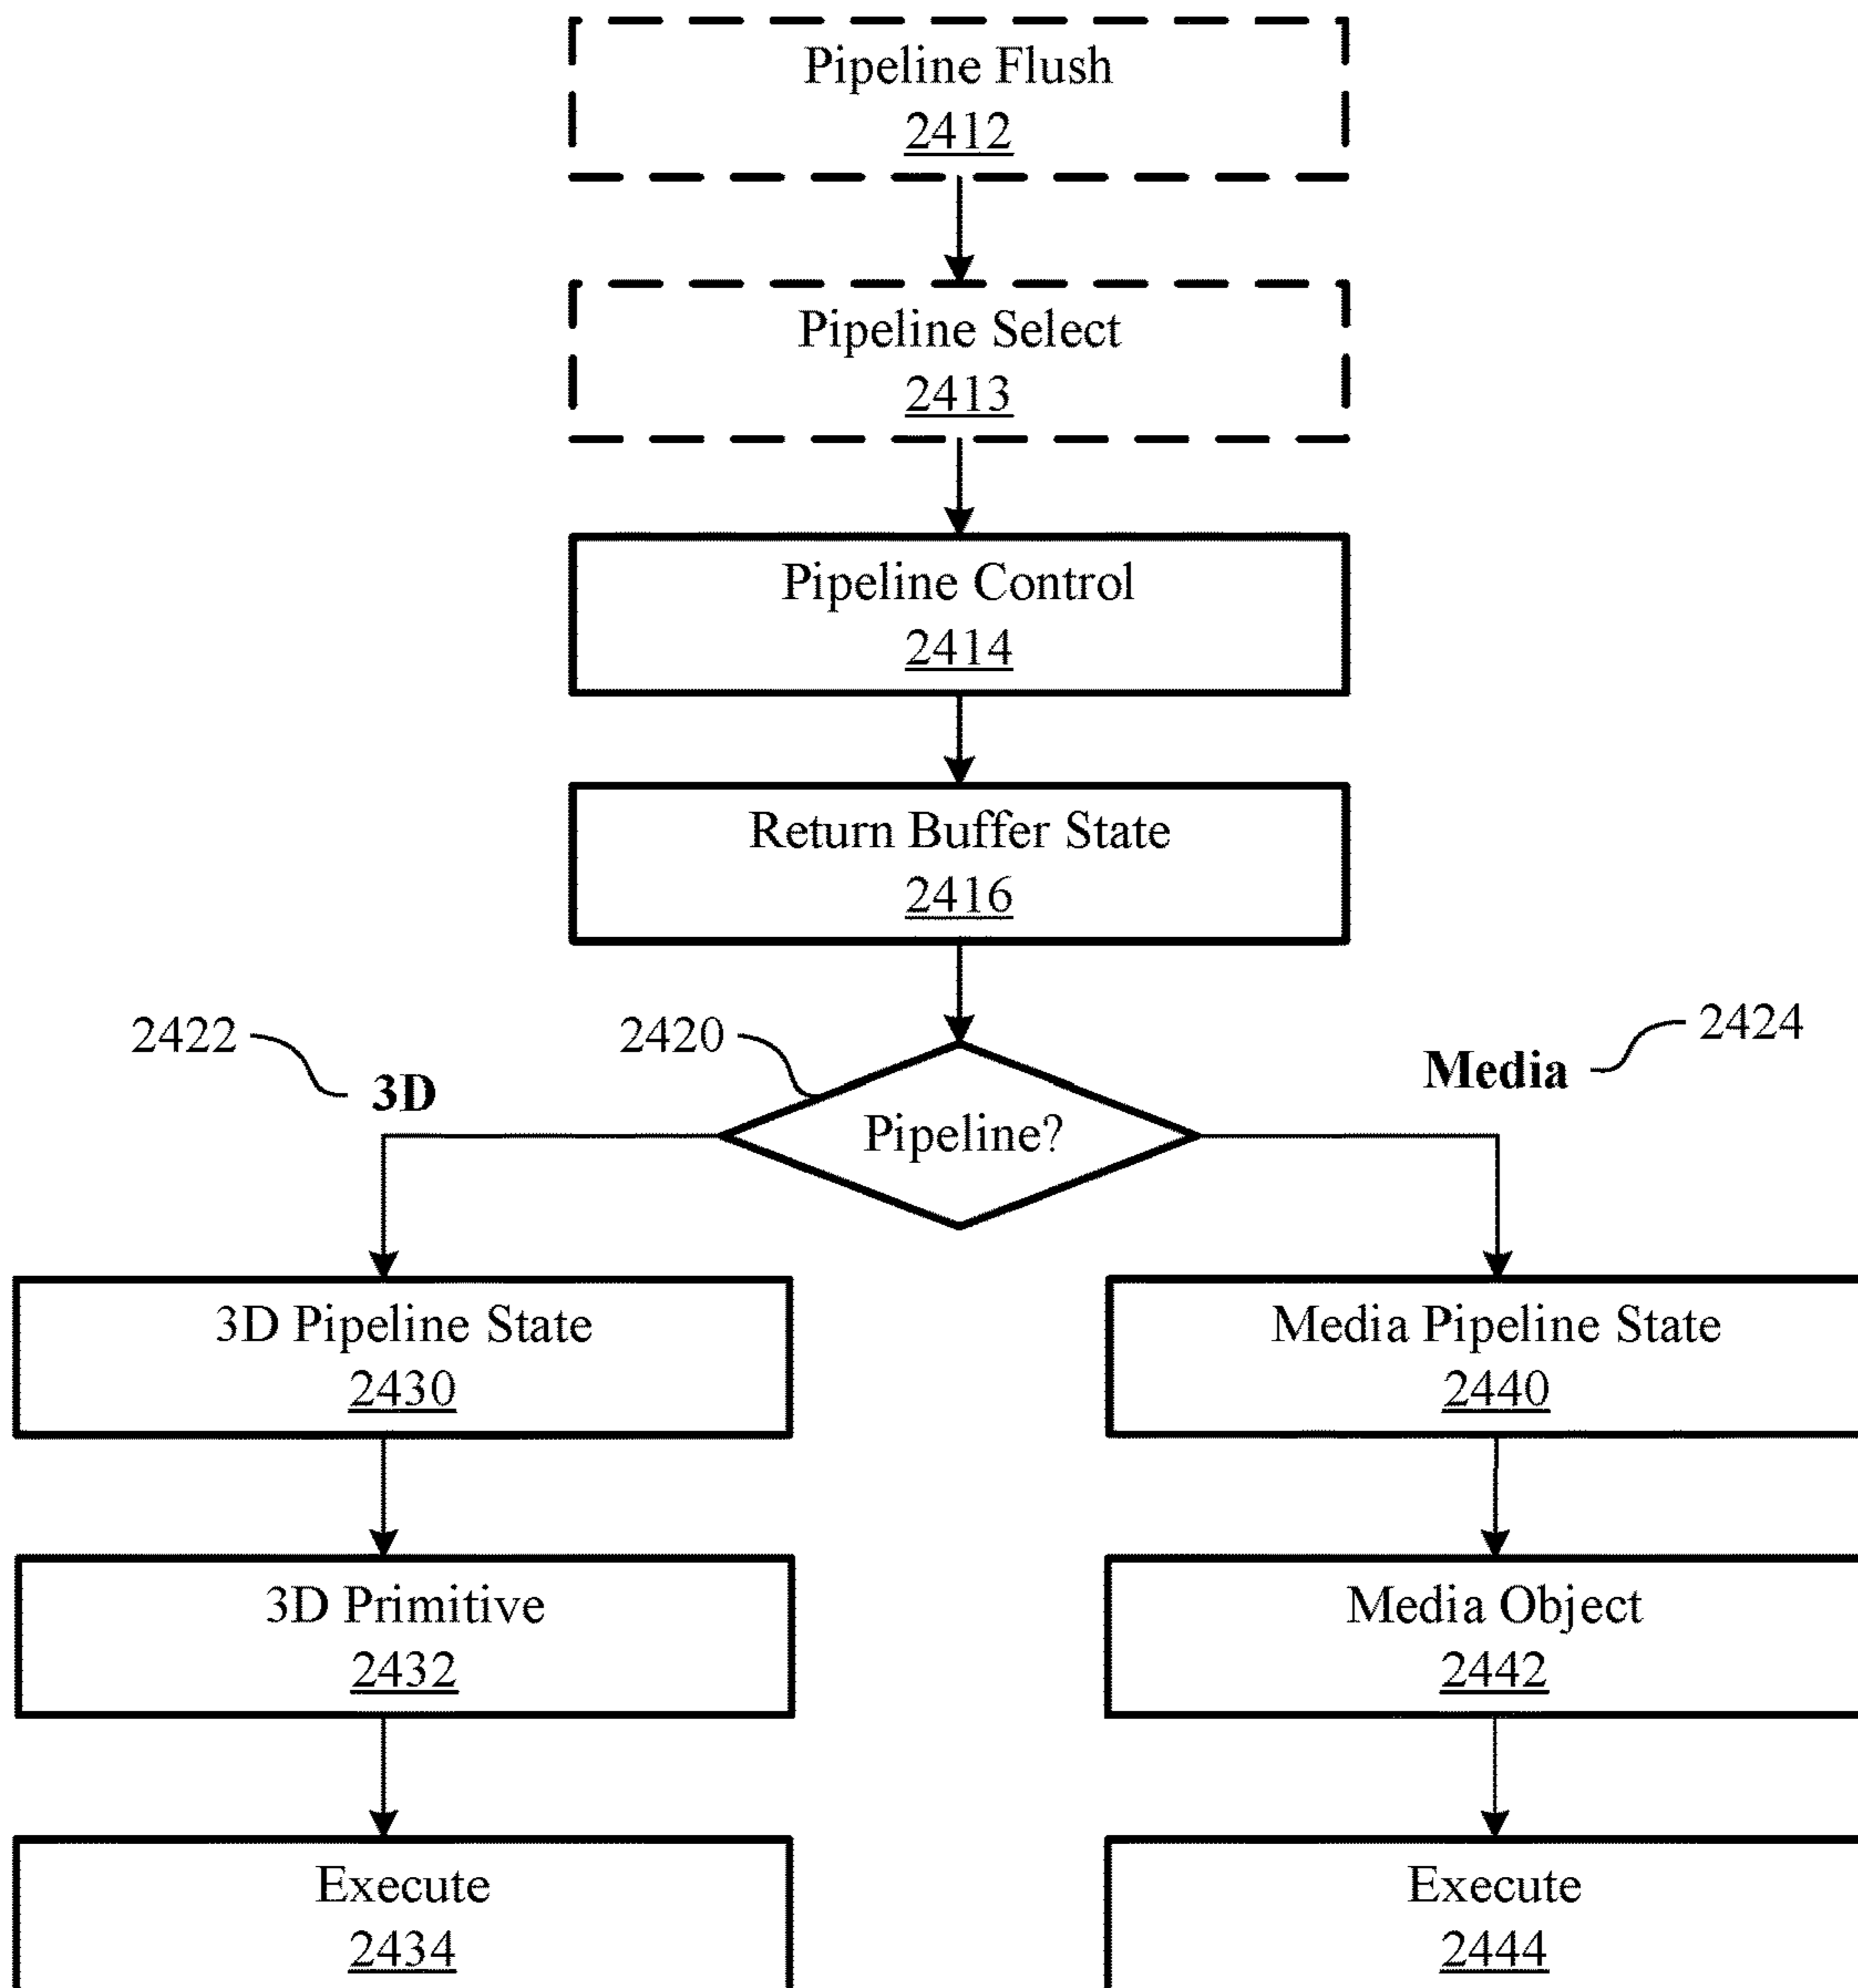 Pipeline Flush
2412
Pipeline Select
2413
Pipeline Control
2414
Return Buffer State
2416
2422
2420
2424
3D
Media
Pipeline?
3D Pipeline State
2430
Media Pipeline State
2440
3D Primitive
2432
Media Object
2442
Execute
2434
Execute
2444